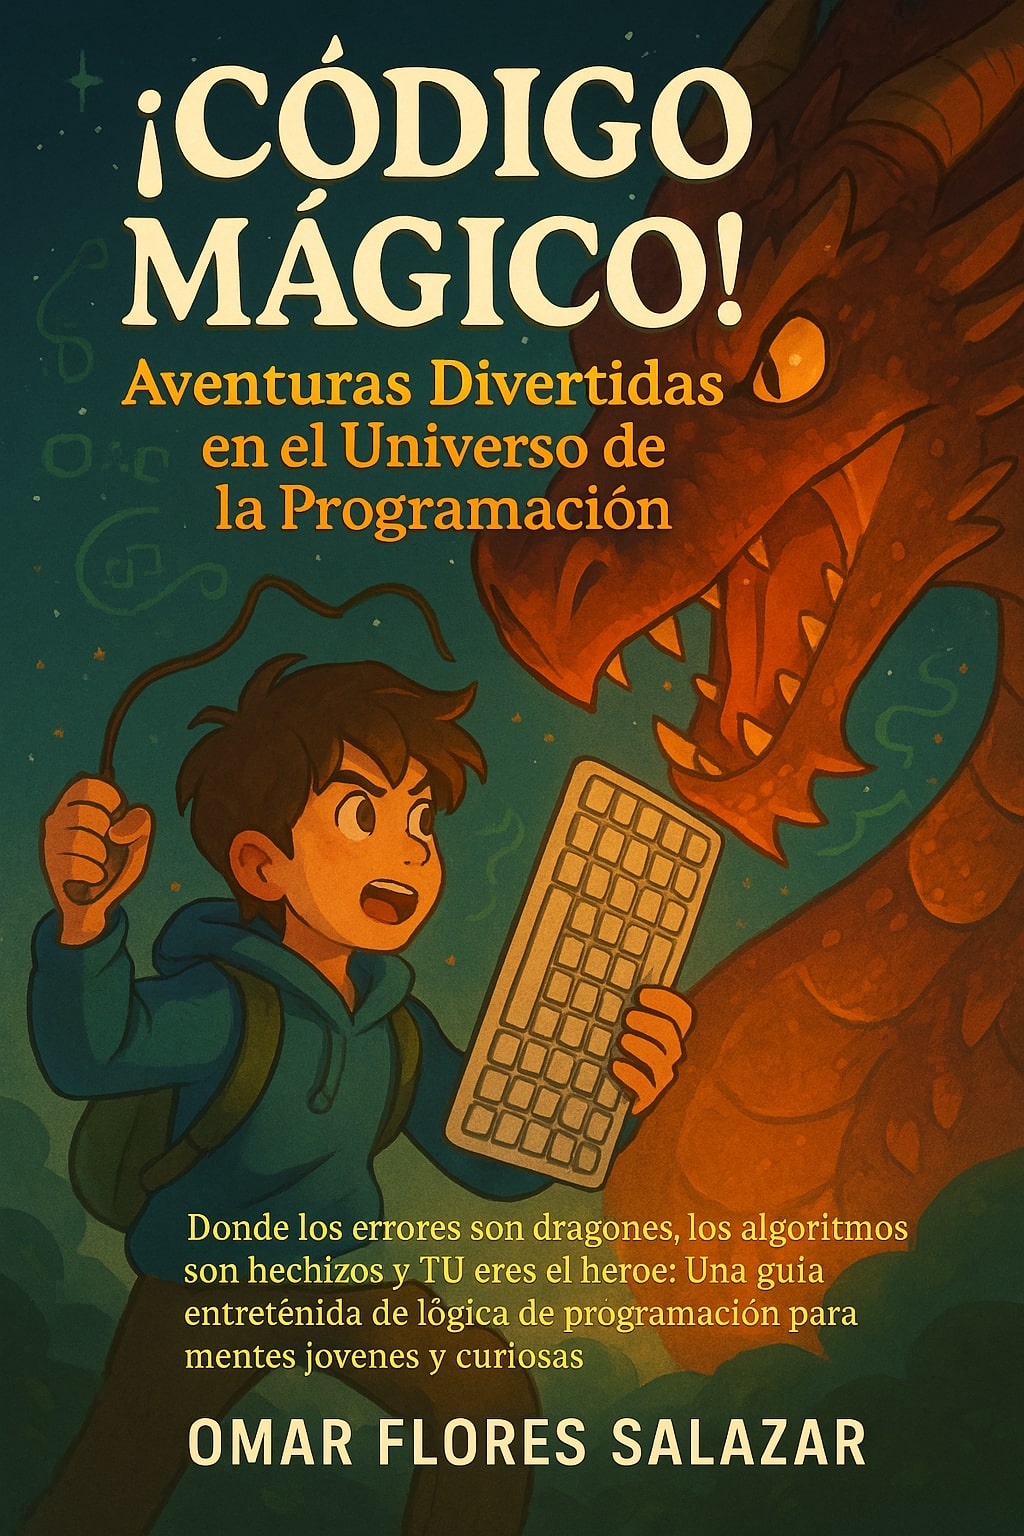 ¡CÓDIGO
MÁGICO!
Aventuras Divertidas
en el Universo de
la Programación
Donde los errores son dragones, los algoritmos
son hechizos y TU eres el heroe: Una guia
entreténida de lógica de programación para
mentes jovenes y curiosas
OMAR FLORES SALAZAR